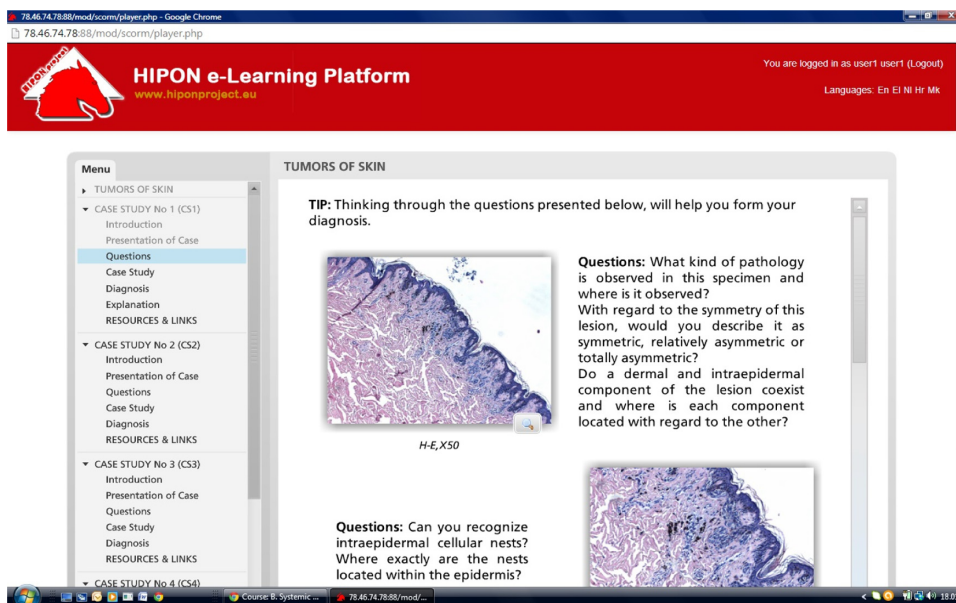 78.46.74.78:88/mod/scorm/player.php - Google Chrome
78.46.74.78:88/mod/scorm/player.php
HIPON project
HIPON e-Learning Platform
www.hiponproject.eu
You are logged in as user1 user1 (Logout)
Languages: En El Nl Hr Mk
Menu
TUMORS OF SKIN
CASE STUDY No 1 (CS1)
Introduction
Presentation of Case
Questions
Case Study
Diagnosis
Explanation
RESOURCES & LINKS
CASE STUDY No 2 (CS2)
Introduction
Presentation of Case
Questions
Case Study
Diagnosis
RESOURCES & LINKS
CASE STUDY No 3 (CS3)
Introduction
Presentation of Case
Questions
Case Study
Diagnosis
RESOURCES & LINKS
CASE STUDY No 4 (CS4)
TUMORS OF SKIN
TIP: Thinking through the questions presented below, will help you form your
diagnosis.
Questions: What kind of pathology
is observed in this specimen and
where is it observed?
With regard to the symmetry of this
lesion, would you describe it as
symmetric, relatively asymmetric or
totally asymmetric?
Do a dermal and intraepidermal
component of the lesion coexist
and where is each component
located with regard to the other?
H-E, X50
Questions: Can you recognize
intraepidermal cellular nests?
Where exactly are the nests
located within the epidermis?
Course: B. Systemic ...
78.46.74.78:88/mod/...